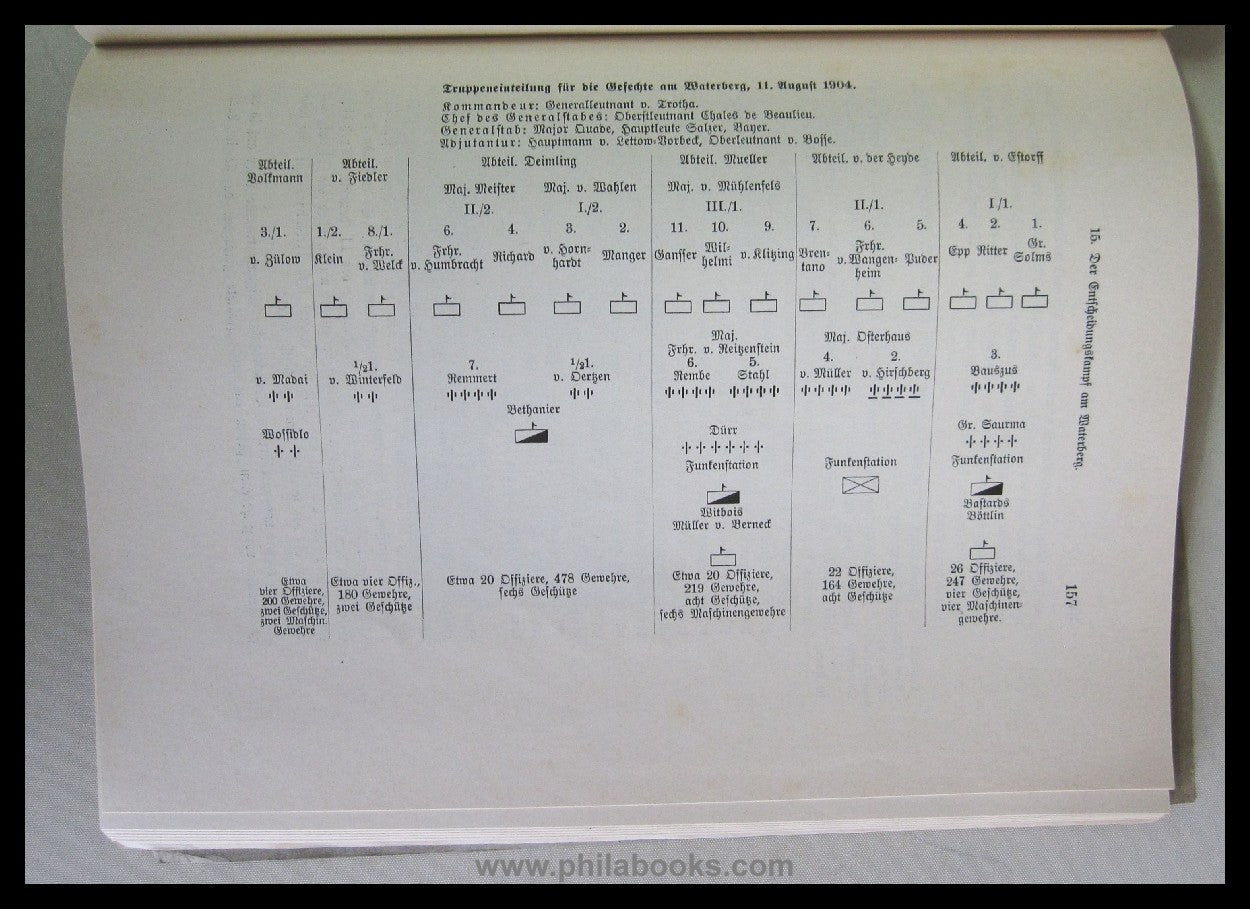 Truppeneinteilung für die Gefechte am Waterberg, 11. August 1904.
Kommandeur: Generalleutnant v. Trotha.
Chef des Generalstabes: Oberstleutnant Chales de Beaulieu.
Generalstab: Major Quade, Hauptleute Salzer, Bayer.
Adjutantur: Hauptmann v. Lettow-Vorbeck, Oberleutnant v. Bosse.
Abteil.
Volkmann
3./1.
v. Bülow
v. Madai
Wossidlo
Etwa
vier Offiziere,
200 Gewehre,
zwei Geschütze,
zwei Maschin.
Gewehre
Abteil.
v. Fiedler
1./2. 8./1.
Klein Frhr.
v. Welck
1/21.
v. Winterfeld
Etwa vier Offiz.,
180 Gewehre,
zwei Geschütze
Abteil. Deimling
Maj. Meister Maj. v. Wahlen
II./2. I./2.
6. 4. 3. 2.
Frhr.
v. Humbracht Richard v. Horn-
hardt Manger
7. 1/21.
Remmert v. Oertzen
Bethanier
Etwa 20 Offiziere, 478 Gewehre,
sechs Geschütze
Abteil. Mueller
Maj. v. Mühlenfels
III./1.
11. 10. 9.
Ganßer Wil-
helmi v. Klitzing
Maj.
Frhr. v. Reitzenstein
6. 5.
Rembe Stahl
Dürr
Funkenstation
Witbois
Müller v. Berneck
Etwa 20 Offiziere,
219 Gewehre,
acht Geschütze,
sechs Maschinengewehre
Abteil. v. der Heyde
II./1.
7. 6. 5.
Bren-
tano Frhr.
v. Wangen-
heim Puder
Maj. Osterhaus
4. 2.
v. Müller v. Hirschberg
Funkenstation
22 Offiziere,
164 Gewehre,
acht Geschütze
Abteil. v. Estorff
I/1.
4. 2. 1.
Epp Ritter Gr.
Solms
3.
Bauszus
Gr. Saurma
Funkenstation
Bastards
Böttlin
26 Offiziere,
247 Gewehre,
vier Geschütze,
vier Maschinen-
gewehre.
15. Der Entscheidungskampf am Waterberg.
157
www.philabooks.com